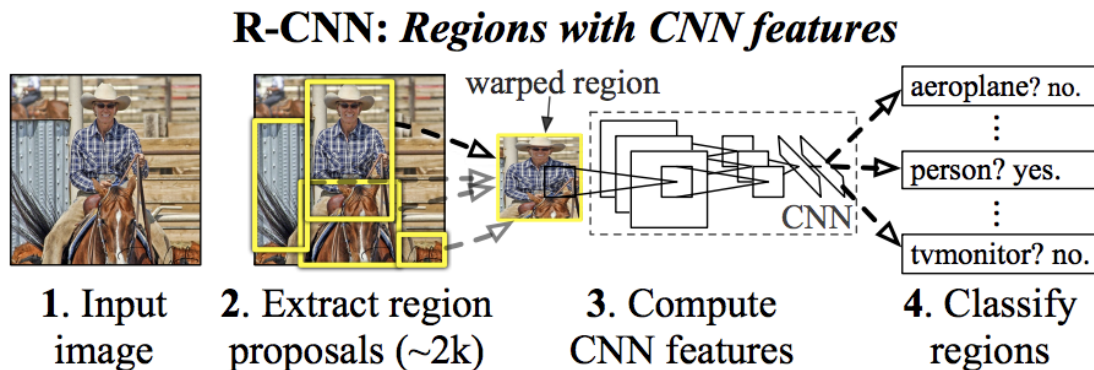 R-CNN: Regions with CNN features
warped region
aeroplane? no.
person? yes.
CNN
tvmonitor? no.
1. Input
image
2. Extract region
proposals (~2k)
3. Compute
CNN features
4. Classify
regions